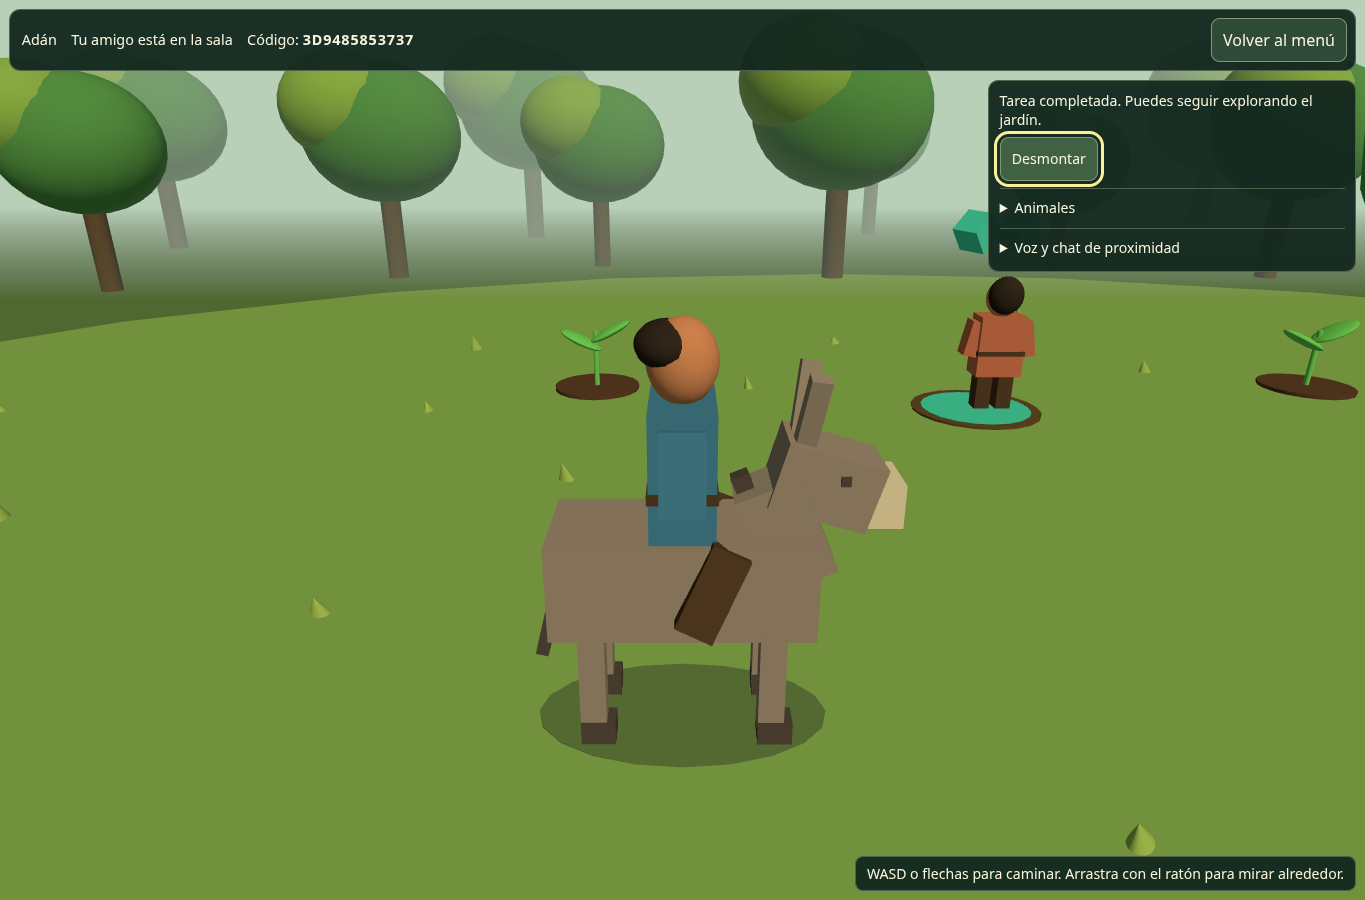 Adán Tu amigo está en la sala Código: 3D9485853737
Volver al menú
Tarea completada. Puedes seguir explorando el
jardín.
Desmontar
Animales
Voz y chat de proximidad
WASD o flechas para caminar. Arrastra con el ratón para mirar alrededor.